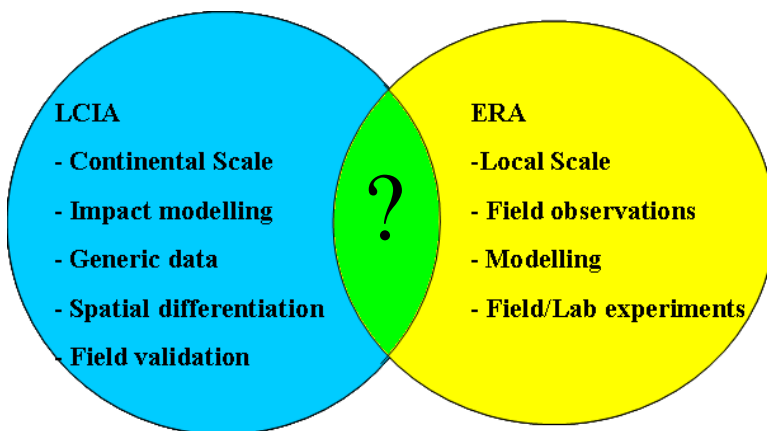 LCIA
- Continental Scale
- Impact modelling
- Generic data
- Spatial differentiation
- Field validation
?
ERA
-Local Scale
- Field observations
- Modelling
- Field/Lab experiments